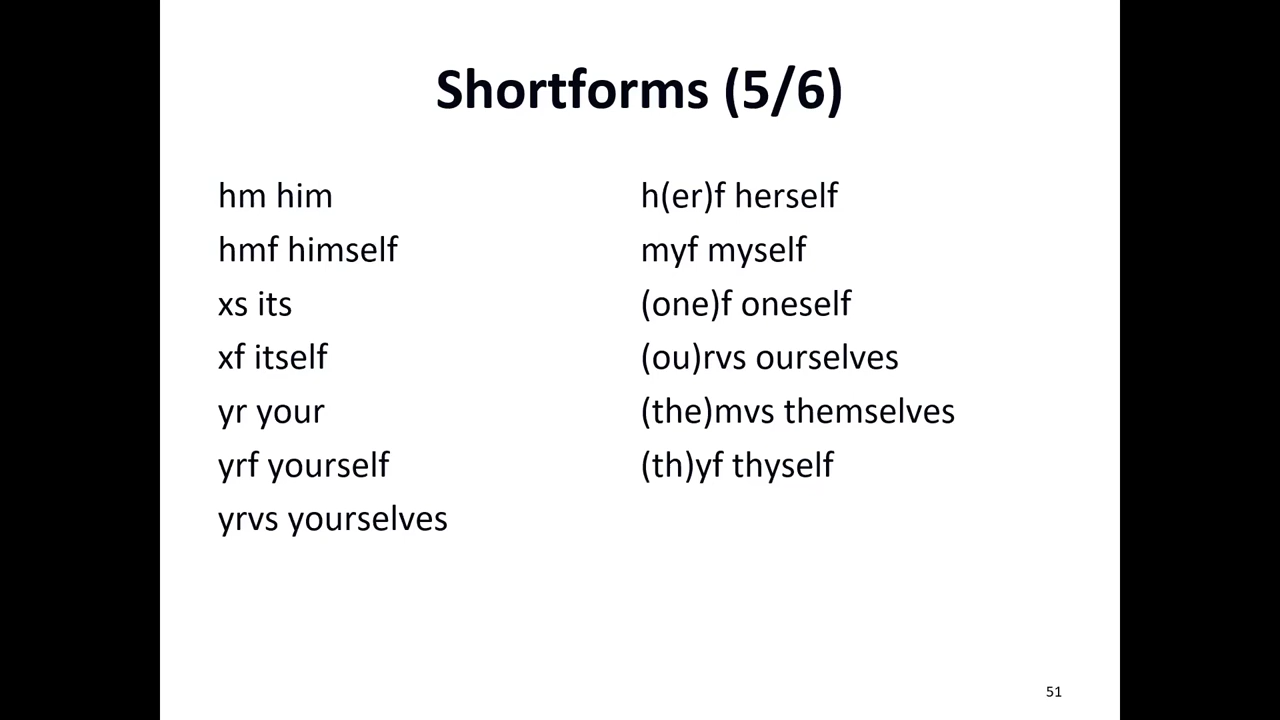 Shortforms (5/6)
hm him
hmf himself
xs its
xf itself
yr your
yrf yourself
yrvs yourselves
h(er)f herself
myf myself
(one)f oneself
(ou)rvs ourselves
(the)mvs themselves
(th)yf thyself
51